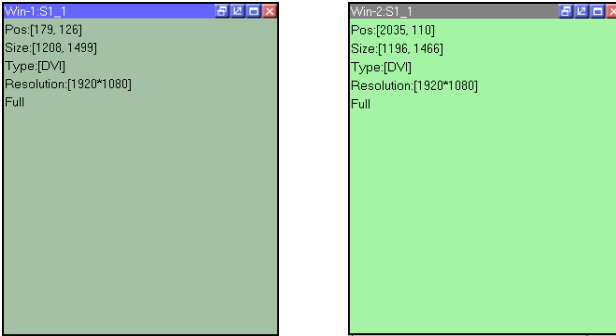 Win-1:S1_1
Pos:[179, 126]
Size:[1208, 1499]
Type:[DVI]
Resolution:[1920*1080]
Full
Win-2:S1_1
Pos:[2035, 110]
Size:[1196, 1466]
Type:[DVI]
Resolution:[1920*1080]
Full